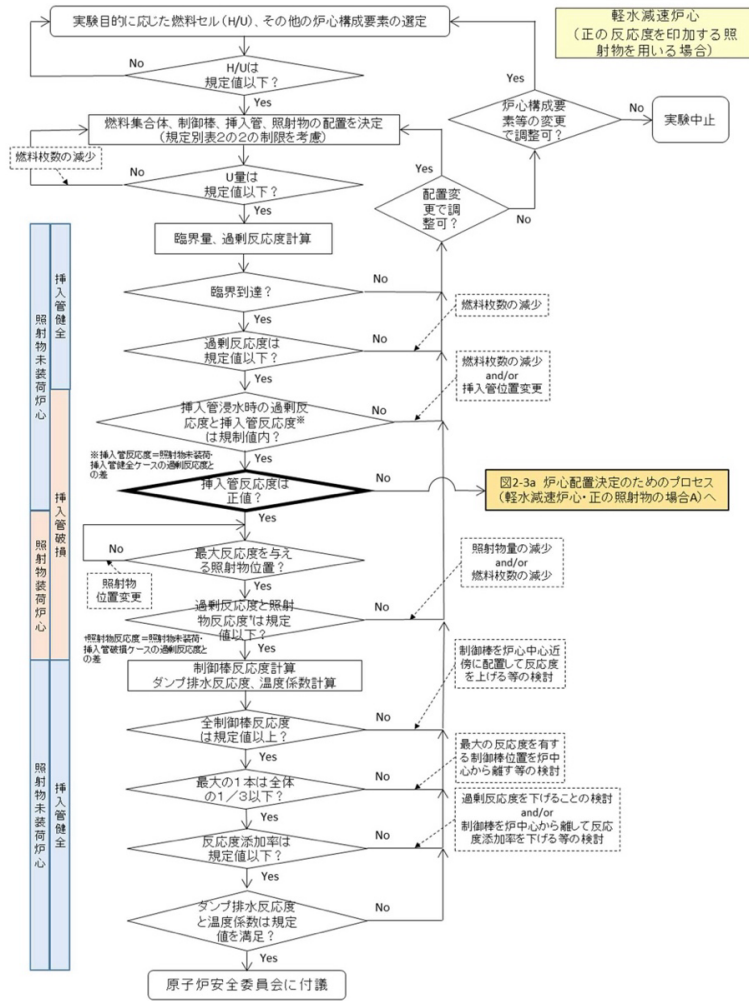 実験目的に応じた燃料セル(H/U)、その他の炉心構成要素の選定
軽水減速炉心
(正の反応度を印加する照
射物を用いる場合)
No
H/Uは
規定値以下?
Yes
Yes
炉心構成要
素等の変更
で調整可?
No
実験中止
燃料集合体、制御棒、挿入管、照射物の配置を決定
(規定別表2の2の制限を考慮)
燃料枚数の減少
No
U量は
規定値以下?
Yes
Yes
配置変
更で調
整可?
No
臨界量、過剰反応度計算
臨界到達?
No
Yes
燃料枚数の減少
過剰反応度は
規定値以下?
No
Yes
燃料枚数の減少
and/or
挿入管位置変更
挿入管浸水時の過剰反
応度と挿入管反応度※
は規制値内?
No
※挿入管反応度=照射物未装荷・
挿入管健全ケースの過剰反応度と
の差
Yes
挿入管反応度は
正値?
No
図2-3a 炉心配置決定のためのプロセス
(軽水減速炉心・正の照射物の場合A)へ
Yes
No
最大反応度を与え
る照射物位置?
照射物
位置変更
Yes
照射物量の減少
and/or
燃料枚数の減少
過剰反応度と照射
物反応度†は規定
値以下?
No
†照射物反応度=照射物未装荷・
挿入管破損ケースの過剰反応度と
の差
Yes
制御棒反応度計算
ダンプ排水反応度、温度係数計算
制御棒を炉心中心近
傍に配置して反応度
を上げる等の検討
全制御棒反応度
は規定値以上?
No
Yes
最大の反応度を有す
る制御棒位置を炉中
心から離す等の検討
最大の1本は全体
の1/3以下?
No
Yes
過剰反応度を下げることの検討
and/or
制御棒を炉中心から離して反応
度添加率を下げる等の検討
反応度添加率は
規定値以下?
No
Yes
ダンプ排水反応度
と温度係数は規定
値を満足?
No
Yes
原子炉安全委員会に付議
照射物未装荷炉心
挿入管健全
挿入管破損
照射物装荷炉心
照射物未装荷炉心
挿入管健全